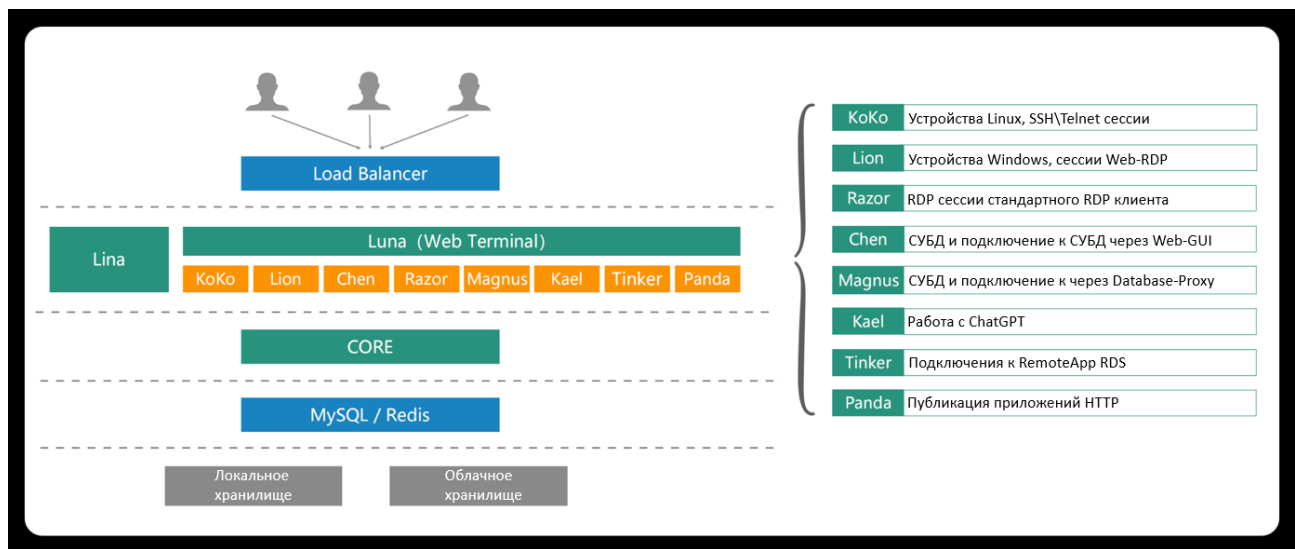 Load Balancer
Lina
Luna (Web Terminal)
KoKo Lion Chen Razor Magnus Kael Tinker Panda
CORE
MySQL / Redis
Локальное
хранилище
Облачное
хранилище
KoKo Устройства Linux, SSH\Telnet сессии
Lion Устройства Windows, сессии Web-RDP
Razor RDP сессии стандартного RDP клиента
Chen СУБД и подключение к СУБД через Web-GUI
Magnus СУБД и подключение к через Database-Proxy
Kael Работа с ChatGPT
Tinker Подключения к RemoteApp RDS
Panda Публикация приложений HTTP